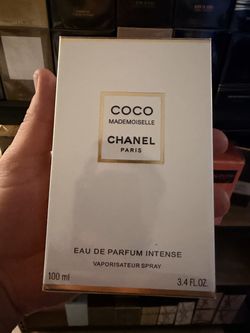 COCO
MADEMOISELLE
CHANEL
PARIS
EAU DE PARFUM INTENSE
VAPORISATEUR SPRAY
100 ml
3.4 FL.OZ.